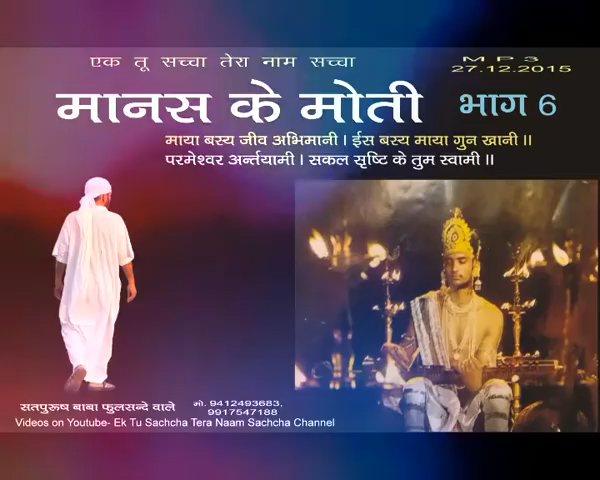 एक तू सच्चा तेरा नाम सच्चा
MP3
27.12.2015
मानस के मोती भाग 6
माया बस्य जीव अभिमानी । ईस बस्य माया गुन खानी ॥
परमेश्वर अर्न्तयामी । सकल सृष्टि के तुम स्वामी ॥
सतपुरूष बाबा फुलसन्दे वाले
मो. 9412493683,
9917547188
Videos on Youtube- Ek Tu Sachcha Tera Naam Sachcha Channel